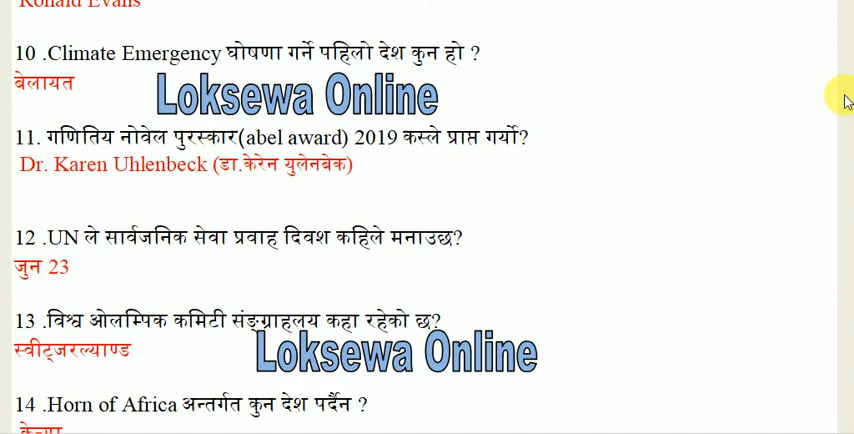 Ronald Evans
10 .Climate Emergency घोषणा गर्ने पहिलो देश कुन हो ?
बेलायत
Loksewa Online
11. गणितिय नोवेल पुरस्कार(abel award) 2019 कस्ले प्राप्त गर्यो?
Dr. Karen Uhlenbeck (डा.केरेन युलेनबेक)
12 .UN ले सार्वजनिक सेवा प्रवाह दिवश कहिले मनाउछ?
जुन 23
13 .विश्व ओलम्पिक कमिटी संङ्ग्राहलय कहा रहेको छ?
स्वीट्जरल्याण्ड
Loksewa Online
14 .Horn of Africa अन्तर्गत कुन देश पर्दैन ?
केन्या